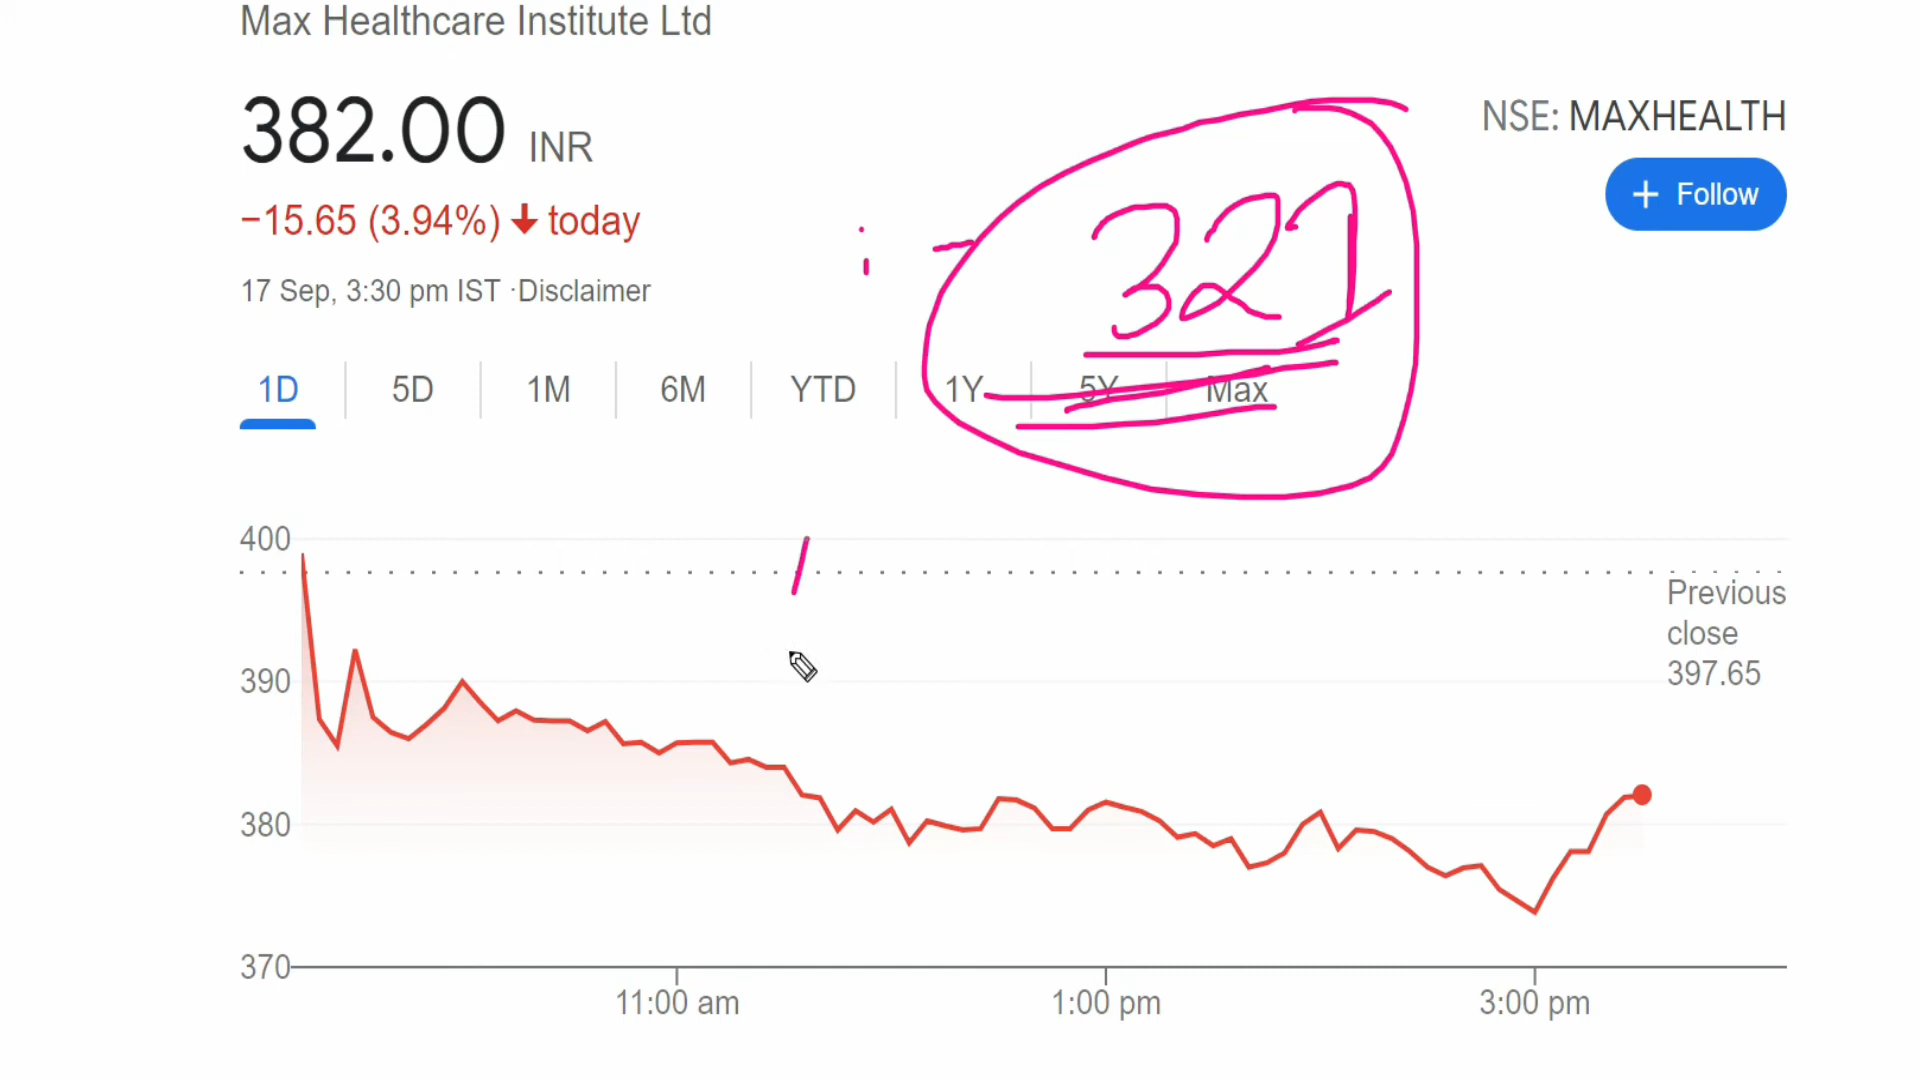 Max Healthcare Institute Ltd
382.00 INR
NSE: MAXHEALTH
+ Follow
−15.65 (3.94%) ↓ today
17 Sep, 3:30 pm IST ·Disclaimer
321
1D 5D 1M 6M YTD 1Y 5Y Max
400
390
380
370
Previous
close
397.65
11:00 am 1:00 pm 3:00 pm